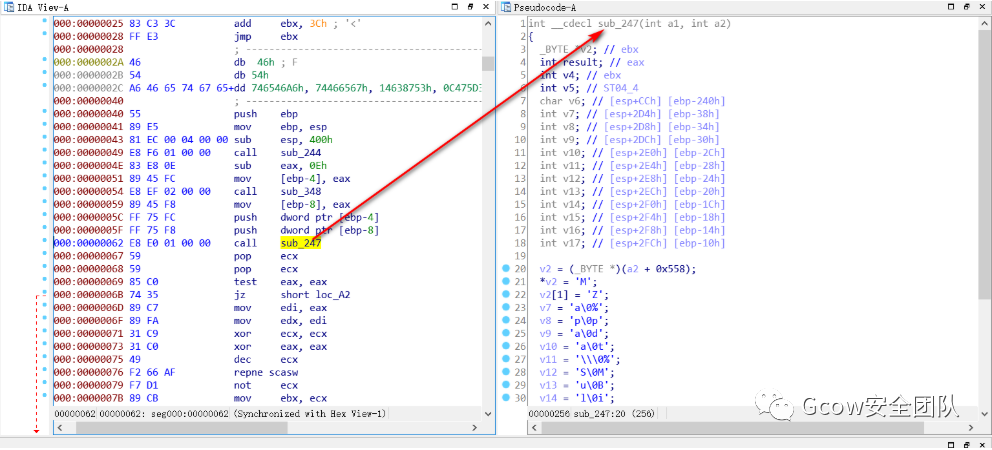 IDA View-A
000:00000025 83 C3 3C add ebx, 3Ch ; '<'
000:00000028 FF E3 jmp ebx
000:00000028 ; ---------------------------
000:0000002A 46 db 46h ; F
000:0000002B 54 db 54h
000:0000002C A6 46 65 74 67 65+dd 746546A6h, 74466567h, 14638753h, 0C475D3
000:00000040 ; ---------------------------
000:00000040 55 push ebp
000:00000041 89 E5 mov ebp, esp
000:00000043 81 EC 00 04 00 00 sub esp, 400h
000:00000049 E8 F6 01 00 00 call sub_244
000:0000004E 83 E8 0E sub eax, 0Eh
000:00000051 89 45 FC mov [ebp-4], eax
000:00000054 E8 EF 02 00 00 call sub_348
000:00000059 89 45 F8 mov [ebp-8], eax
000:0000005C FF 75 FC push dword ptr [ebp-4]
000:0000005F FF 75 F8 push dword ptr [ebp-8]
000:00000062 E8 E0 01 00 00 call sub_247
000:00000067 59 pop ecx
000:00000068 59 pop ecx
000:00000069 85 C0 test eax, eax
000:0000006B 74 35 jz short loc_A2
000:0000006D 89 C7 mov edi, eax
000:0000006F 89 FA mov edx, edi
000:00000071 31 C9 xor ecx, ecx
000:00000073 31 C0 xor eax, eax
000:00000075 49 dec ecx
000:00000076 F2 66 AF repne scasw
000:00000079 F7 D1 not ecx
000:0000007B 89 CB mov ebx, ecx
00000062 00000062: seg000:00000062 (Synchronized with Hex View-1)
Pseudocode-A
1 int __cdecl sub_247(int a1, int a2)
2 {
3 _BYTE *v2; // ebx
4 int result; // eax
5 int v4; // ebx
6 int v5; // ST04_4
7 char v6; // [esp+CCh] [ebp-240h]
8 int v7; // [esp+2D4h] [ebp-38h]
9 int v8; // [esp+2D8h] [ebp-34h]
10 int v9; // [esp+2DCh] [ebp-30h]
11 int v10; // [esp+2E0h] [ebp-2Ch]
12 int v11; // [esp+2E4h] [ebp-28h]
13 int v12; // [esp+2E8h] [ebp-24h]
14 int v13; // [esp+2ECh] [ebp-20h]
15 int v14; // [esp+2F0h] [ebp-1Ch]
16 int v15; // [esp+2F4h] [ebp-18h]
17 int v16; // [esp+2F8h] [ebp-14h]
18 int v17; // [esp+2FCh] [ebp-10h]
19
20 v2 = (_BYTE *)(a2 + 0x558);
21 *v2 = 'M';
22 v2[1] = 'Z';
23 v7 = 'a\0%';
24 v8 = 'p\0p';
25 v9 = 'a\0d';
26 v10 = 'a\0t';
27 v11 = '\\\0%';
28 v12 = 'S\0M';
29 v13 = 'u\0B';
30 v14 = 'l\0i';
00000256 sub_247:20 (256)
Gcow安全团队